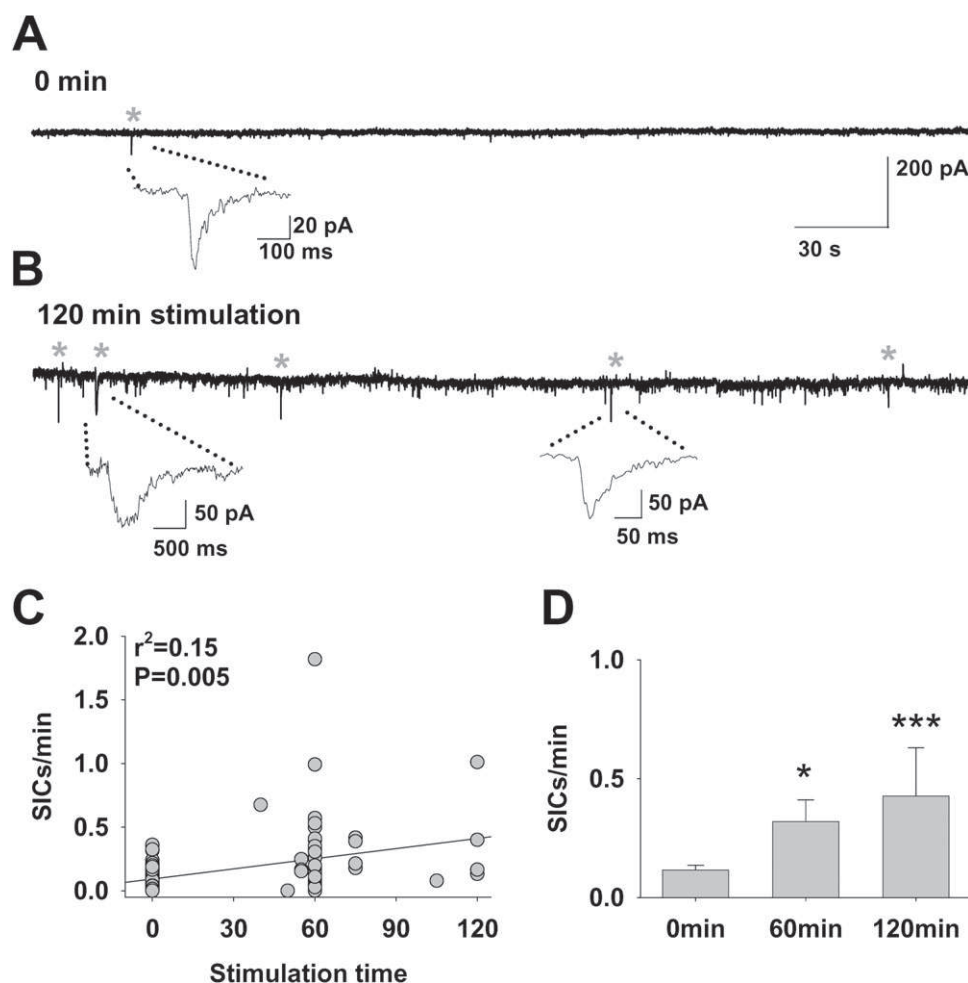 A
0 min
*
200 pA
20 pA
100 ms
30 s
B
120 min stimulation
* * * * *
50 pA
500 ms
50 pA
50 ms
C
r²=0.15
P=0.005
2.0
1.5
1.0
0.5
0.0
SICs/min
0 30 60 90 120
Stimulation time
D
1.0
0.5
0.0
SICs/min
* ***
0min 60min 120min